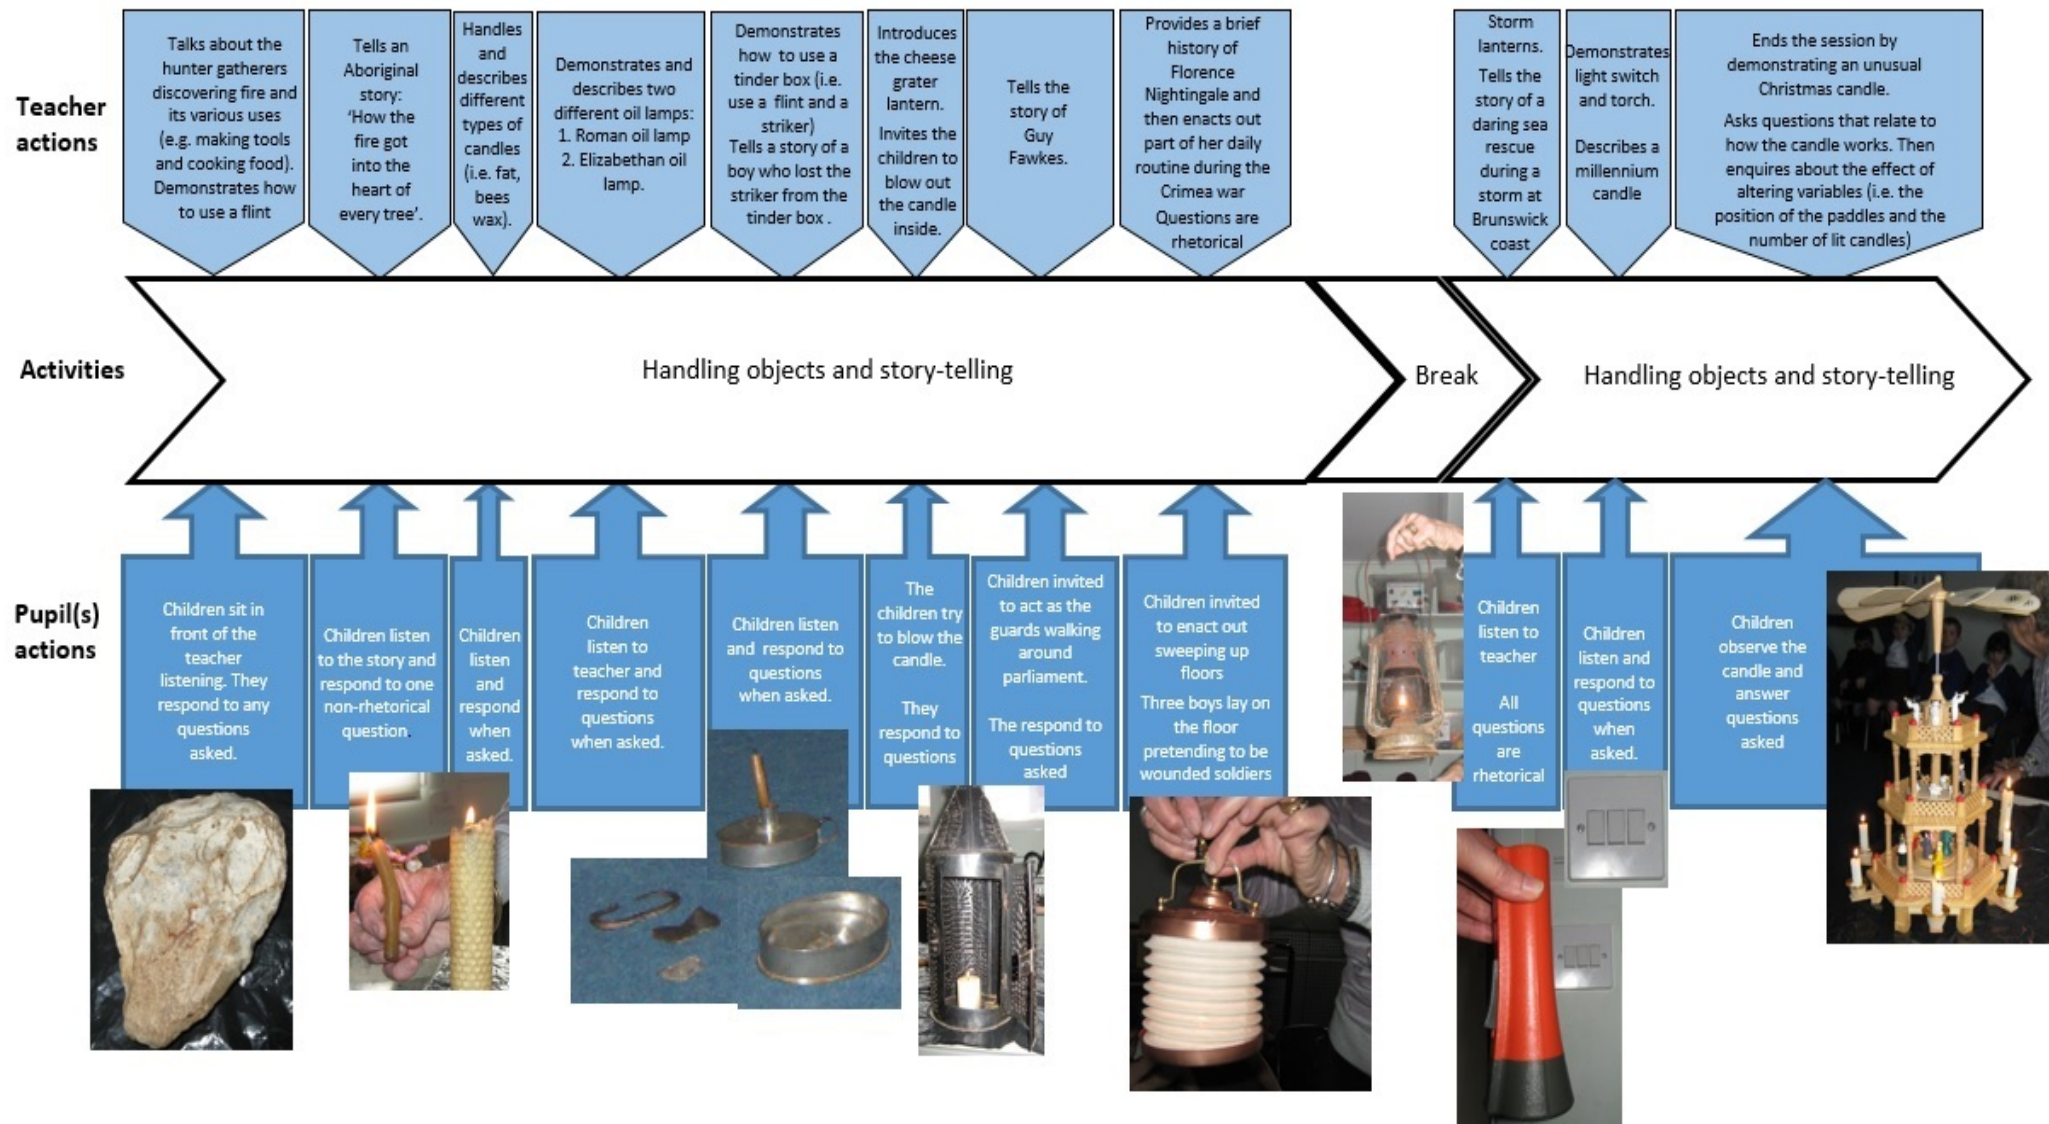 Teacher
actions
Talks about the
hunter gatherers
discovering fire and
its various uses
(e.g. making tools
and cooking food).
Demonstrates how
to use a flint
Tells an
Aboriginal
story:
‘How the
fire got
into the
heart of
every tree’.
Handles
and
describes
different
types of
candles
(i.e. fat,
bees
wax).
Demonstrates and
describes two
different oil lamps:
1. Roman oil lamp
2. Elizabethan oil
lamp.
Demonstrates
how to use a
tinder box (i.e.
use a flint and a
striker)
Tells a story of a
boy who lost the
striker from the
tinder box .
Introduces
the cheese
grater
lantern.
Invites the
children to
blow out
the candle
inside.
Tells the
story of
Guy
Fawkes.
Provides a brief
history of
Florence
Nightingale and
then enacts out
part of her daily
routine during the
Crimea war
Questions are
rhetorical
Storm
lanterns.
Tells the
story of a
daring sea
rescue
during a
storm at
Brunswick
coast
Demonstrates
light switch
and torch.
Describes a
millennium
candle
Ends the session by
demonstrating an unusual
Christmas candle.
Asks questions that relate to
how the candle works. Then
enquires about the effect of
altering variables (i.e. the
position of the paddles and the
number of lit candles)
Activities
Handling objects and story-telling
Break
Handling objects and story-telling
Pupil(s)
actions
Children sit in
front of the
teacher
listening. They
respond to any
questions
asked.
Children listen
to the story and
respond to one
non-rhetorical
question.
Children
listen
and
respond
when
asked.
Children
listen to
teacher and
respond to
questions
when asked.
Children listen
and respond to
questions
when asked.
The
children try
to blow the
candle.
They
respond to
questions
Children invited
to act as the
guards walking
around
parliament.
The respond to
questions
asked
Children invited
to enact out
sweeping up
floors
Three boys lay on
the floor
pretending to be
wounded soldiers
Children
listen to
teacher
All
questions
are
rhetorical
Children
listen and
respond to
questions
when
asked.
Children
observe the
candle and
answer
questions
asked